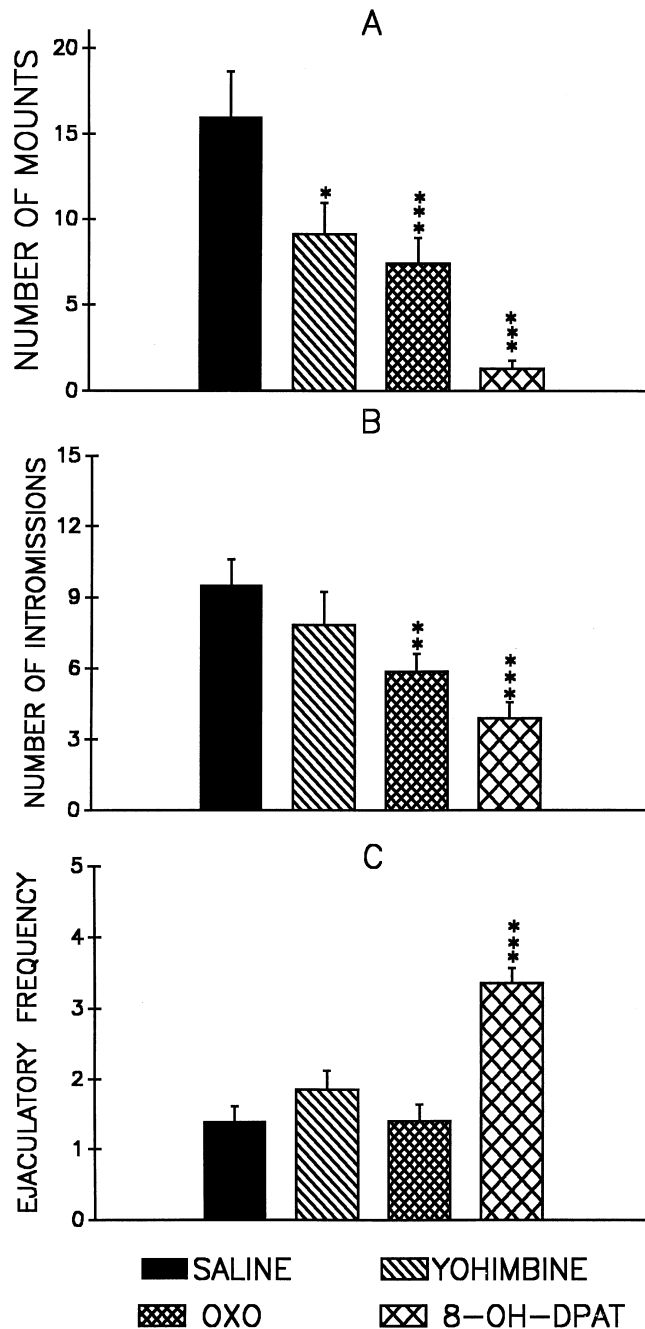 A
NUMBER OF MOUNTS
20
15
10
5
0
*
***
***
B
NUMBER OF INTROMISSIONS
15
12
9
6
3
0
**
***
C
EJACULATORY FREQUENCY
5
4
3
2
1
0
***
SALINE YOHIMBINE
OXO 8-OH-DPAT